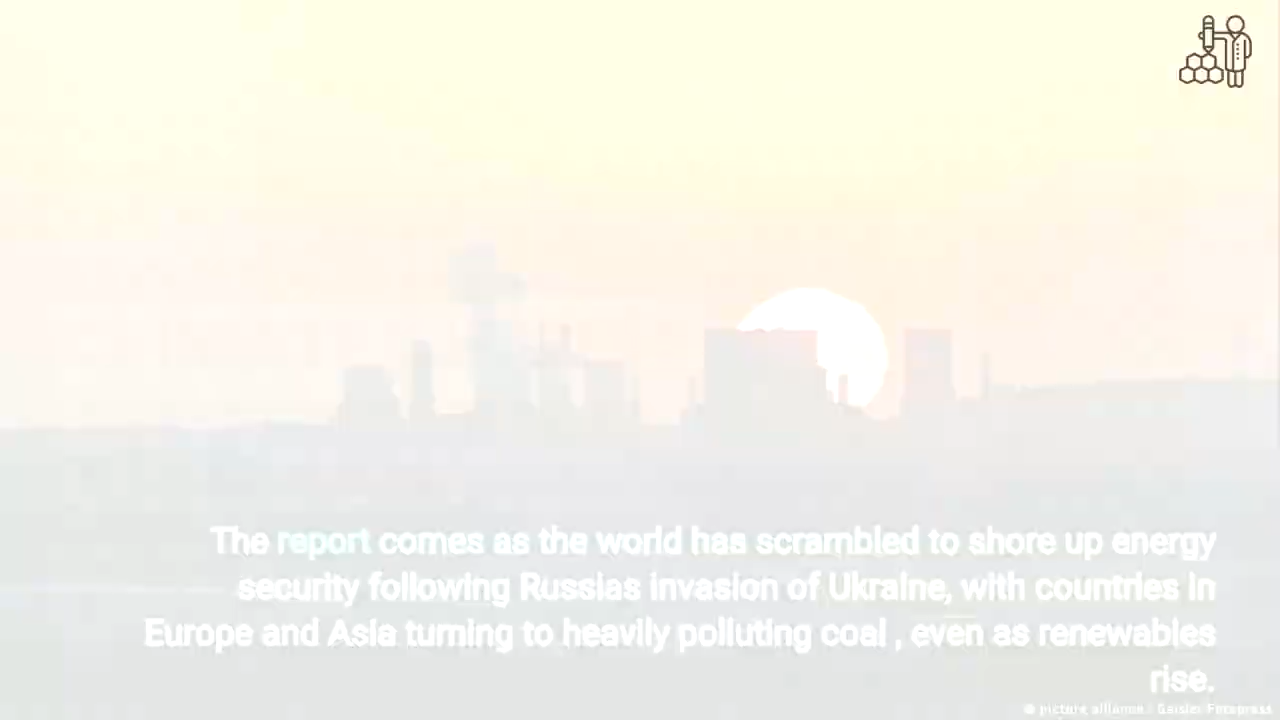 The report comes as the world has scrambled to shore up energy
security following Russias invasion of Ukraine, with countries in
Europe and Asia turning to heavily polluting coal , even as renewables
rise.
picture alliance / Geisler-Fotopress